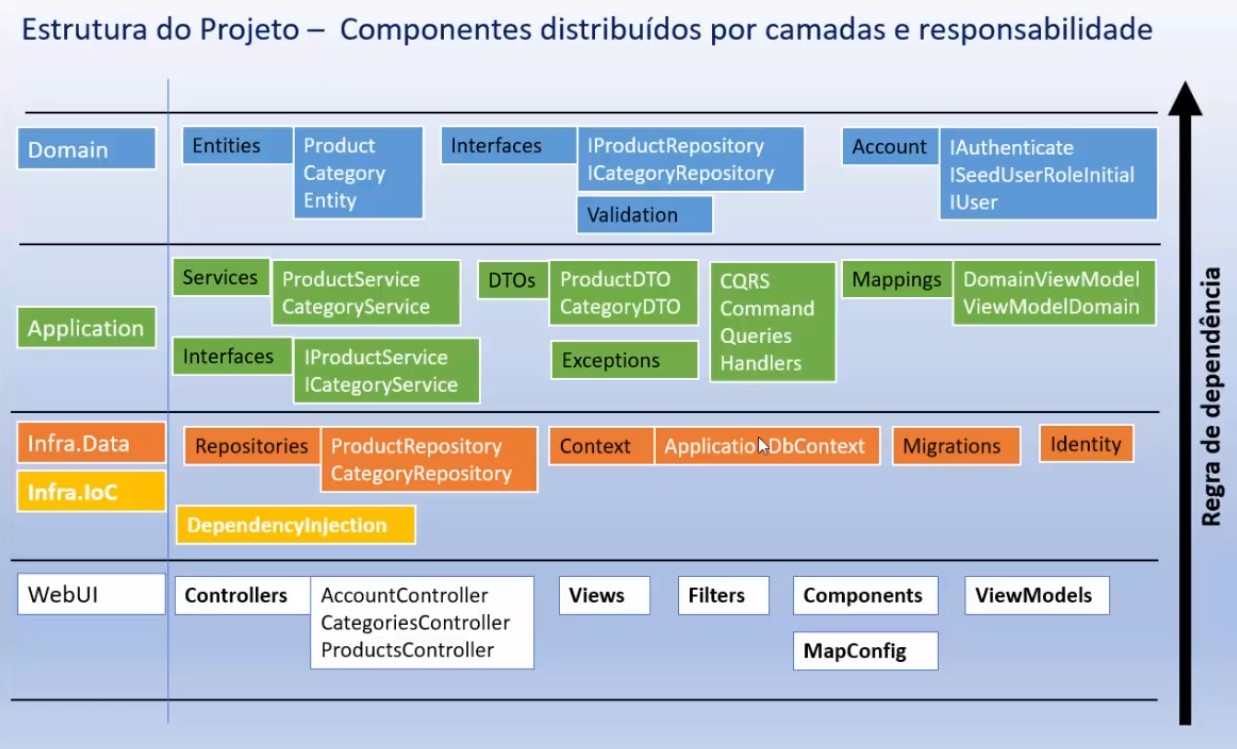 Estrutura do Projeto – Componentes distribuídos por camadas e responsabilidade
Domain
Entities
Product
Category
Entity
Interfaces
IProductRepository
ICategoryRepository
Validation
Account
IAuthenticate
ISeedUserRoleInitial
IUser
Application
Services
ProductService
CategoryService
Interfaces
IProductService
ICategoryService
DTOs
ProductDTO
CategoryDTO
Exceptions
CQRS
Command
Queries
Handlers
Mappings
DomainViewModel
ViewModelDomain
Infra.Data
Infra.IoC
Repositories
ProductRepository
CategoryRepository
Context
ApplicationDbContext
Migrations
Identity
DependencyInjection
WebUI
Controllers
AccountController
CategoriesController
ProductsController
Views
Filters
Components
MapConfig
ViewModels
Regra de dependência